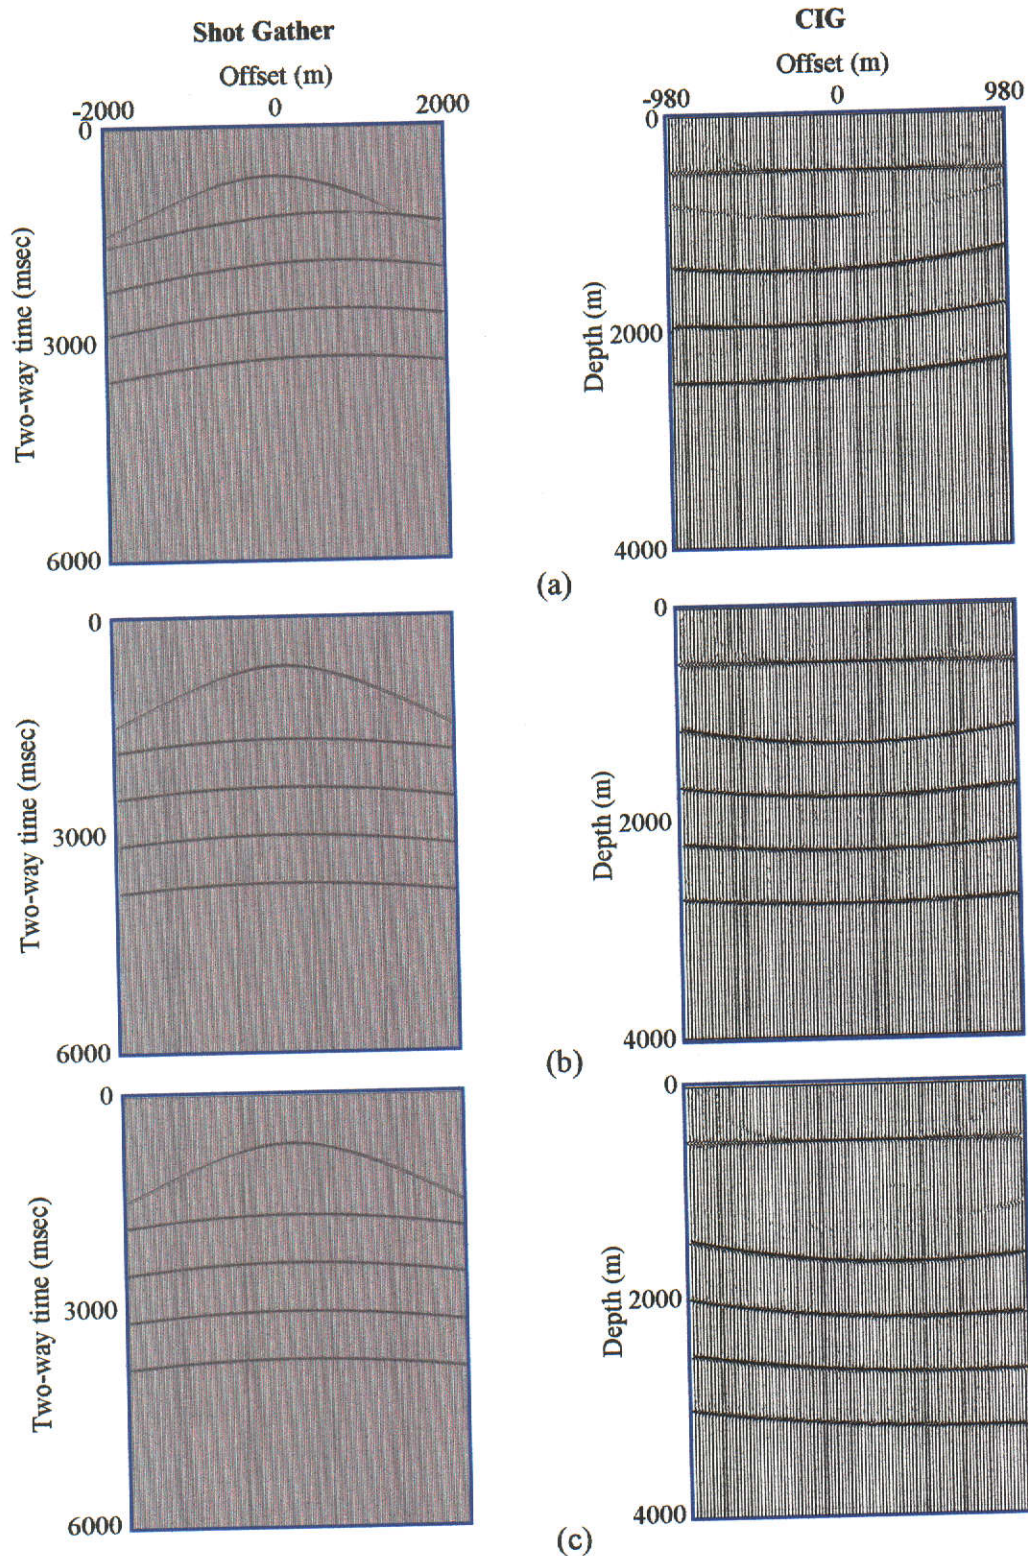 Shot Gather
Offset (m)
-2000 0 2000
0
Two-way time (msec)
3000
6000
CIG
Offset (m)
-980 0 980
0
Depth (m)
2000
4000
(a)
0
Two-way time (msec)
3000
6000
0
Depth (m)
2000
4000
(b)
0
Two-way time (msec)
3000
6000
0
Depth (m)
2000
4000
(c)